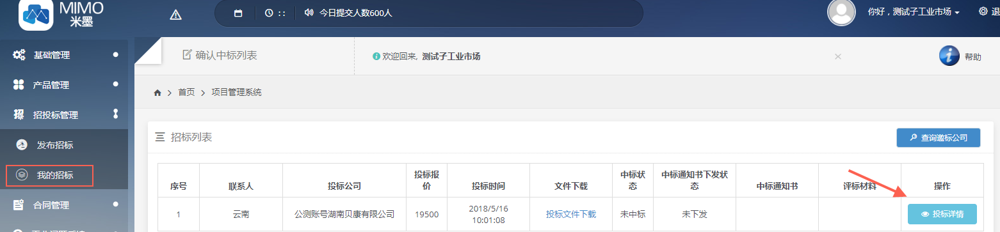 MIMO
米墨
: :
今日提交人数600人
你好，测试子工业市场
退
基础管理
产品管理
招投标管理
发布招标
我的招标
合同管理
确认中标列表
欢迎回来, 测试子工业市场
×
帮助
首页 > 项目管理系统
招标列表
查询邀标公司
序号 联系人 投标公司 投标报价 投标时间 文件下载 中标状态 中标通知书下发状态 中标通知书 评标材料 操作
1 云南 公测账号湖南贝康有限公司 19500 2018/5/16 10:01:08 投标文件下载 未中标 未下发 投标详情